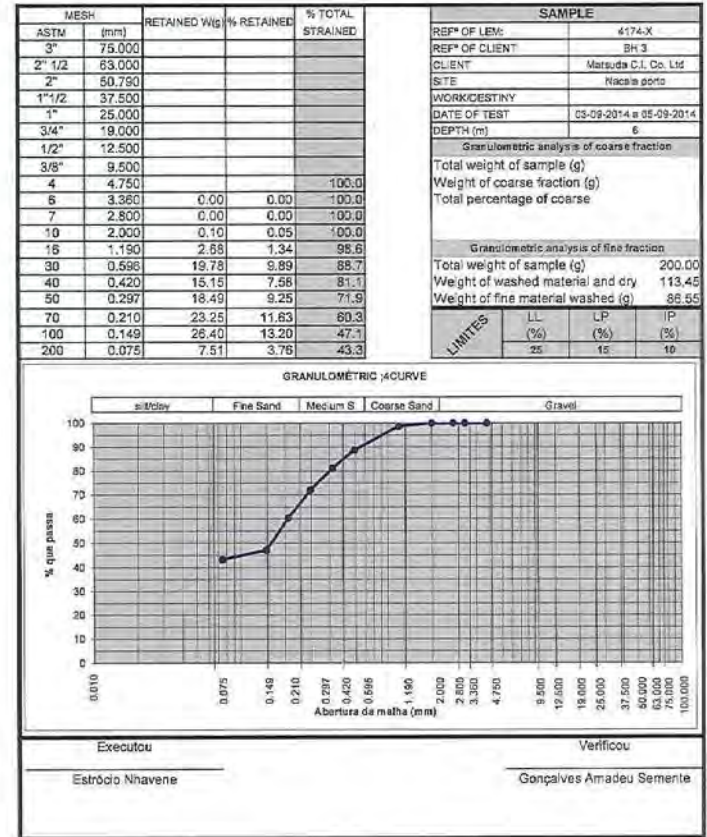 MESH RETAINED W(g) % RETAINED % TOTAL STRAINED
ASTM (mm)
3" 75.000
2" 1/2 63.000
2" 50.790
1"1/2 37.500
1" 25.000
3/4" 19.000
1/2" 12.500
3/8" 9.500
4 4.750 100.0
6 3.360 0.00 0.00 100.0
7 2.800 0.00 0.00 100.0
10 2.000 0.10 0.05 100.0
16 1.190 2.68 1.34 98.6
30 0.596 19.78 9.89 88.7
40 0.420 15.15 7.58 81.1
50 0.297 18.49 9.25 71.9
70 0.210 23.25 11.63 60.3
100 0.149 26.40 13.20 47.1
200 0.075 7.51 3.76 43.3
SAMPLE
REFª OF LEM: 4174-X
REFª OF CLIENT BH 3
CLIENT Matsuda C.I. Co. Ltd
SITE Nacala porto
WORK/DESTINY
DATE OF TEST 03-09-2014 a 05-09-2014
DEPTH (m) 6
Granulometric analysis of coarse fraction
Total weight of sample (g)
Weight of coarse fraction (g)
Total percentage of coarse
Granulometric analysis of fine fraction
Total weight of sample (g) 200.00
Weight of washed material and dry 113.45
Weight of fine material washed (g) 86.55
LIMITES LL (%) LP (%) IP (%)
25 15 10
GRANULOMÉTRIC ;4CURVE
silt/clay Fine Sand Medium S Coarse Sand Gravel
100
90
80
70
60
50
40
30
20
10
0
% que passa
0.010 0.075 0.149 0.210 0.297 0.420 0.595 1.190 2.000 2.800 3.360 4.750 9.500 12.500 19.000 25.000 37.500 50.000 63.000 75.000 100.000
Abertura da malha (mm)
Executou Verificou
Estrócio Nhavene Gonçalves Amadeu Semente